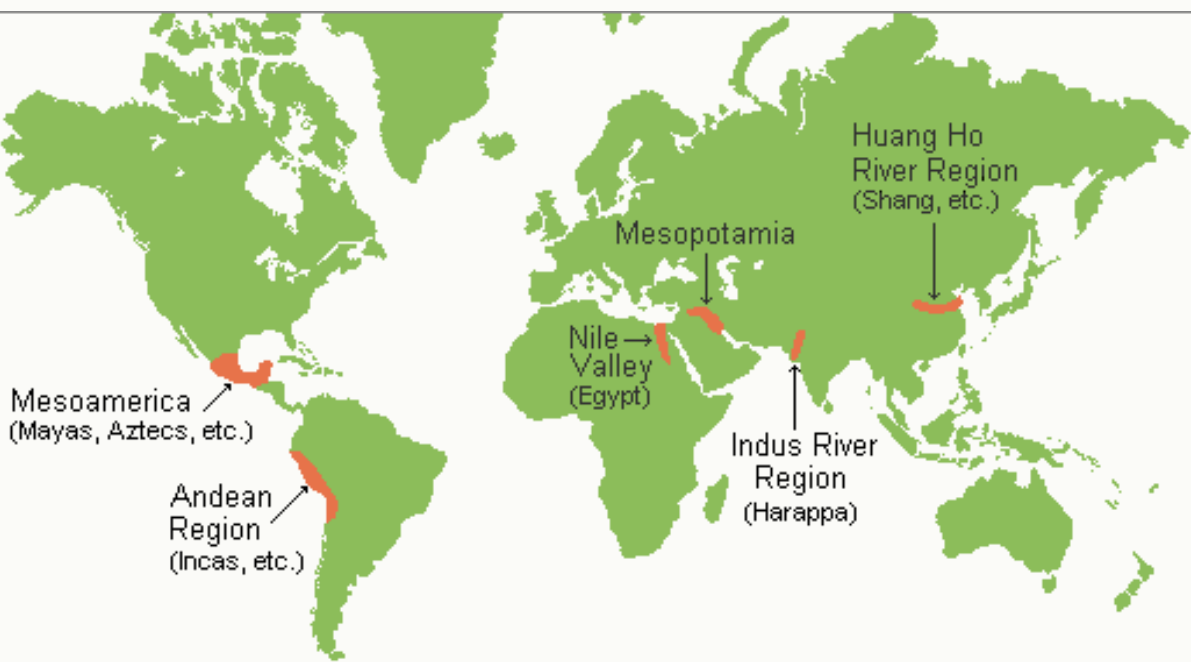 Huang Ho
River Region
(Shang, etc.)
Mesopotamia
Nile
Valley
(Egypt)
Mesoamerica
(Mayas, Aztecs, etc.)
Indus River
Region
(Harappa)
Andean
Region
(Incas, etc.)